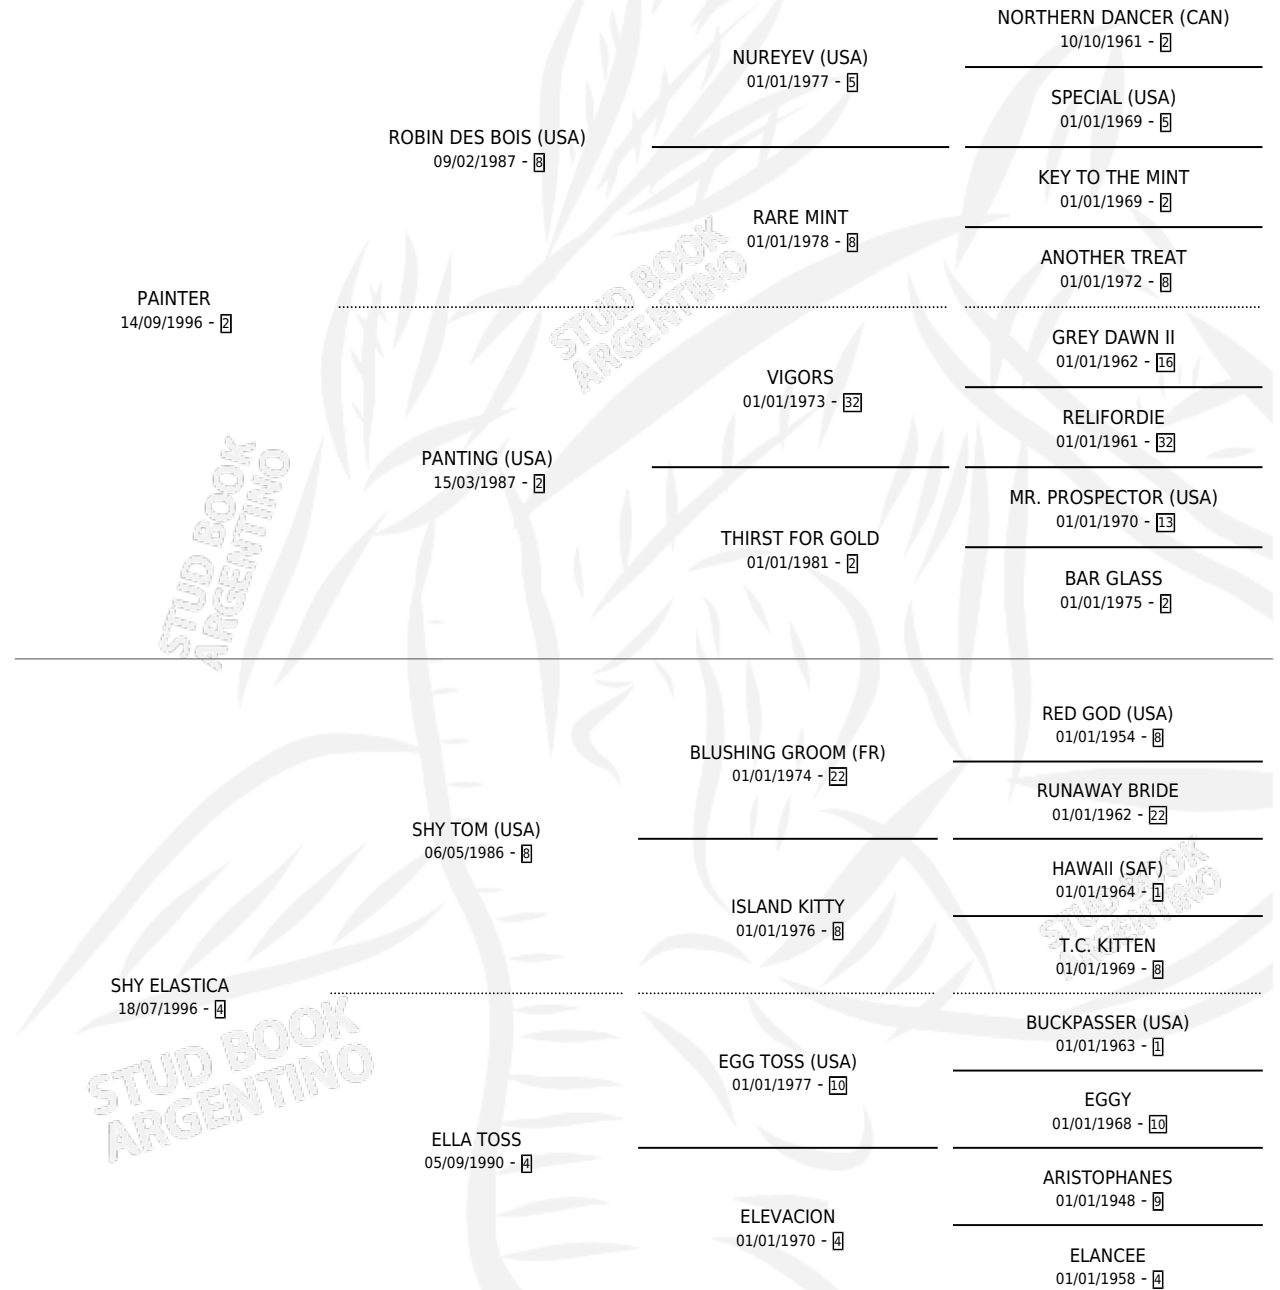 NORTHERN DANCER (CAN)
10/10/1961 - 2
NUREYEV (USA)
01/01/1977 - 5
SPECIAL (USA)
01/01/1969 - 5
ROBIN DES BOIS (USA)
09/02/1987 - 8
KEY TO THE MINT
01/01/1969 - 2
RARE MINT
01/01/1978 - 8
ANOTHER TREAT
01/01/1972 - 8
PAINTER
14/09/1996 - 2
GREY DAWN II
01/01/1962 - 16
VIGORS
01/01/1973 - 32
RELIFORDIE
01/01/1961 - 32
PANTING (USA)
15/03/1987 - 2
MR. PROSPECTOR (USA)
01/01/1970 - 13
THIRST FOR GOLD
01/01/1981 - 2
BAR GLASS
01/01/1975 - 2
STUD BOOK
ARGENTINO
STUD BOOK
ARGENTINO
RED GOD (USA)
01/01/1954 - 8
BLUSHING GROOM (FR)
01/01/1974 - 22
RUNAWAY BRIDE
01/01/1962 - 22
SHY TOM (USA)
06/05/1986 - 8
HAWAII (SAF)
01/01/1964 - 1
ISLAND KITTY
01/01/1976 - 8
T.C. KITTEN
01/01/1969 - 8
SHY ELASTICA
18/07/1996 - 4
BUCKPASSER (USA)
01/01/1963 - 1
EGG TOSS (USA)
01/01/1977 - 10
EGGY
01/01/1968 - 10
ELLA TOSS
05/09/1990 - 4
ARISTOPHANES
01/01/1948 - 9
ELEVACION
01/01/1970 - 4
ELANCEE
01/01/1958 - 4
STUD BOOK
ARGENTINO
STUD BOOK
ARGENTINO